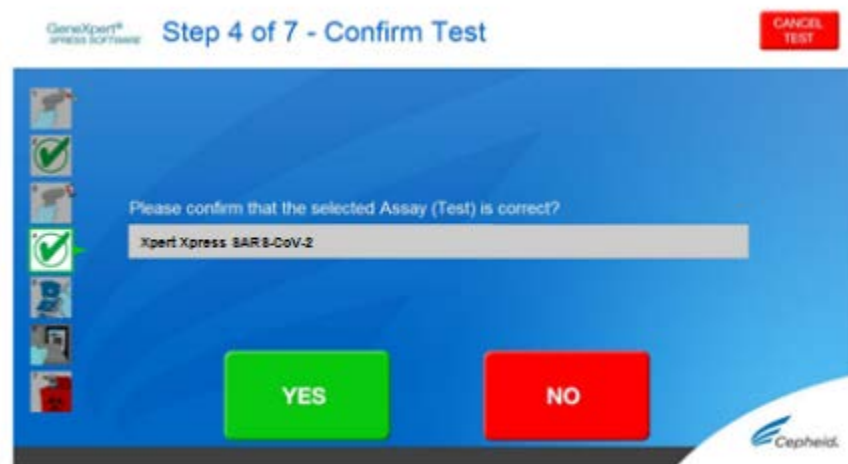 GeneXpert®
XPRESS SOFTWARE
Step 4 of 7 - Confirm Test
CANCEL
TEST
Please confirm that the selected Assay (Test) is correct?
Xpert Xpress SARS-CoV-2
YES
NO
Cepheid.